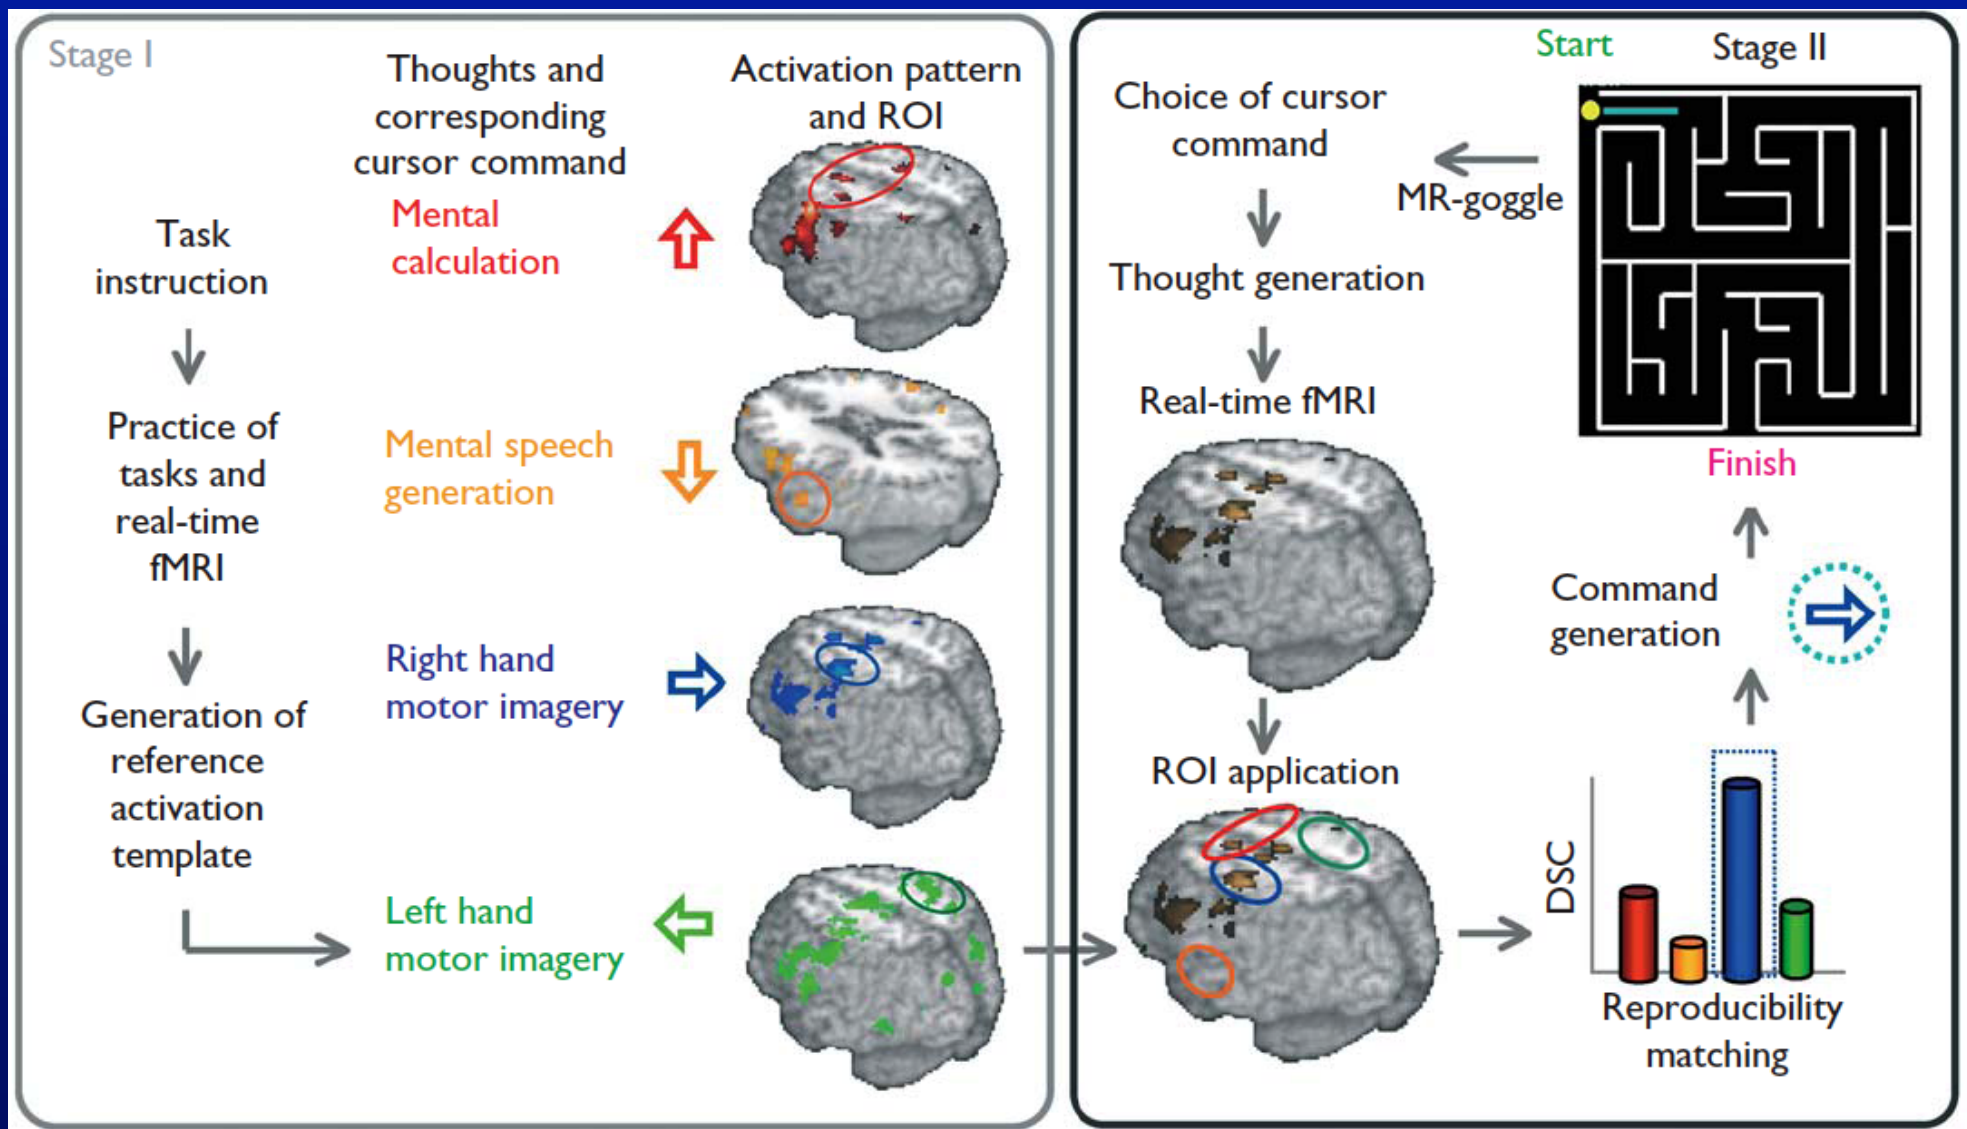 Stage I
Task
instruction
Practice of
tasks and
real-time
fMRI
Generation of
reference
activation
template
Thoughts and
corresponding
cursor command
Mental
calculation
Mental speech
generation
Right hand
motor imagery
Left hand
motor imagery
Activation pattern
and ROI
Start
Stage II
MR-goggle
Choice of cursor
command
Thought generation
Real-time fMRI
ROI application
DSC
Reproducibility
matching
Command
generation
Finish